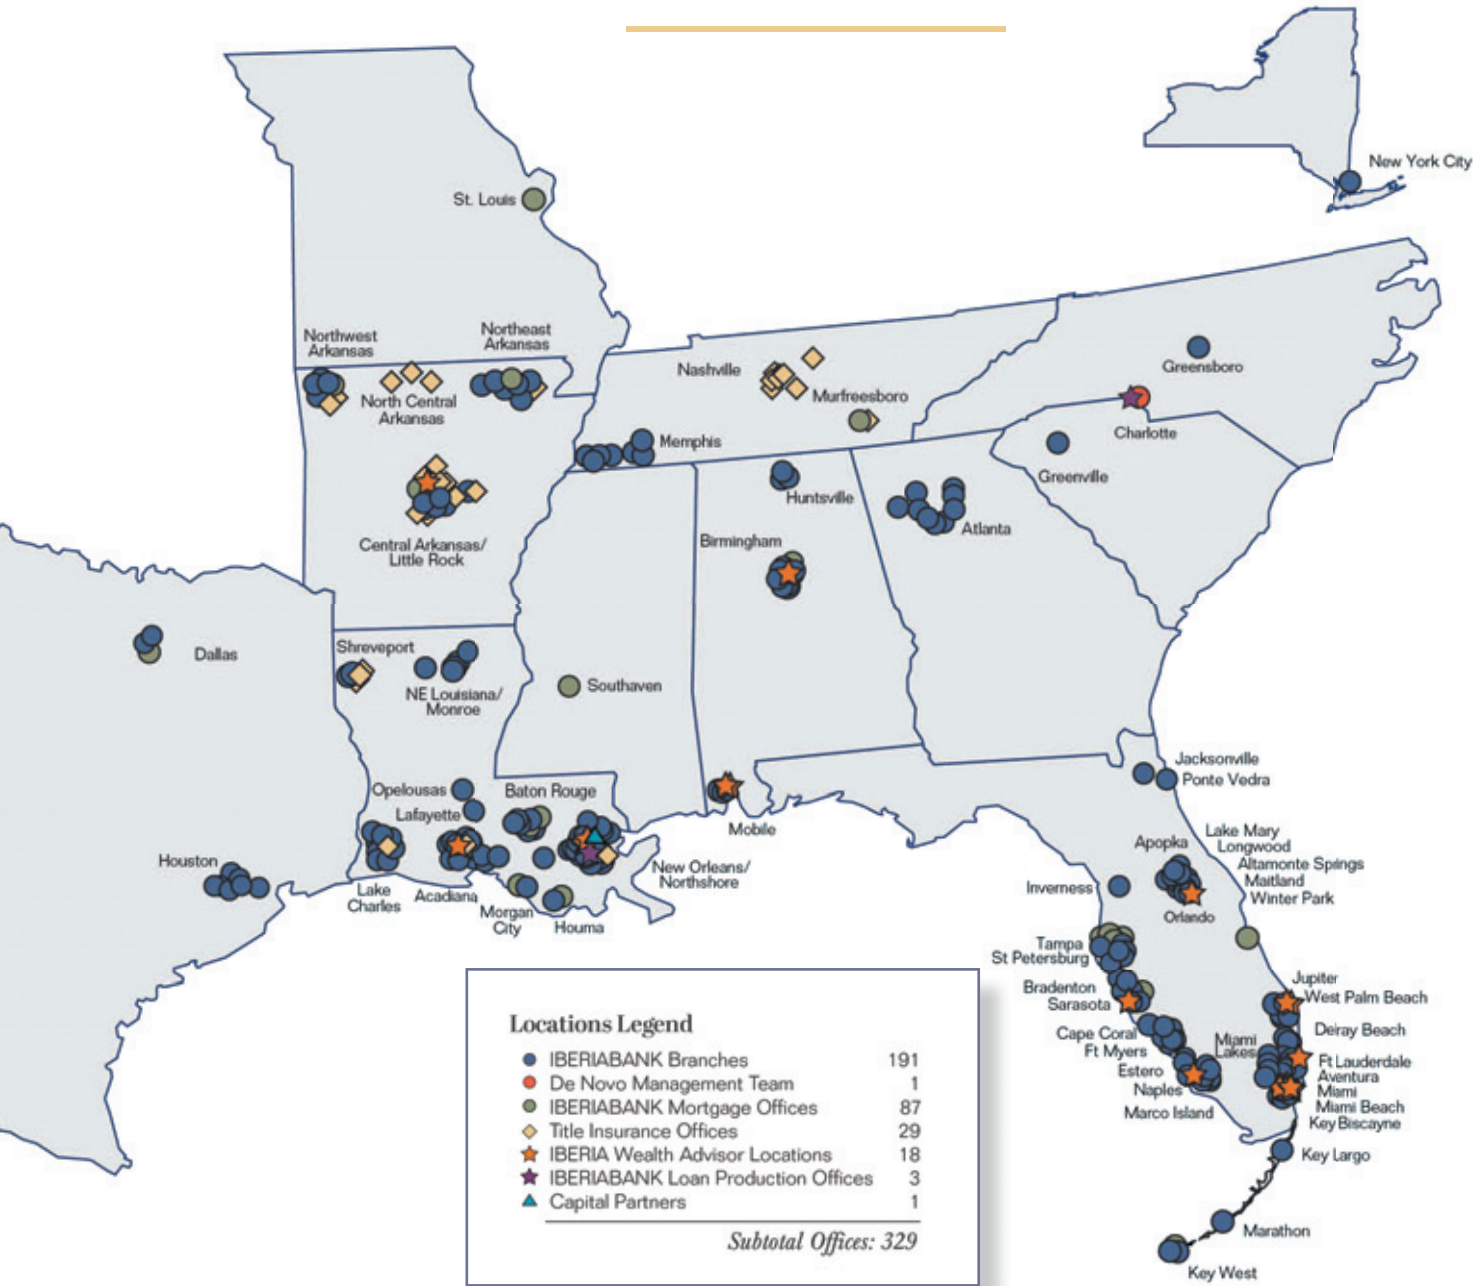 New York City
St. Louis
Northwest
Arkansas
Northeast
Arkansas
Nashville
Greensboro
North Central
Arkansas
Murfreesboro
Charlotte
Memphis
Greenville
Huntsville
Atlanta
Birmingham
Central Arkansas/
Little Rock
Dallas
Shreveport
NE Louisiana/
Monroe
Southaven
Jacksonville
Ponte Vedra
Opelousas
Baton Rouge
Lafayette
Mobile
Lake Mary
Longwood
Apopka
Altamonte Springs
Maitland
Winter Park
Orlando
Houston
New Orleans/
Northshore
Lake
Charles
Acadiana
Morgan
City
Houma
Inverness
Tampa
St Petersburg
Bradenton
Sarasota
Jupiter
West Palm Beach
Cape Coral
Ft Myers
Miami
Lakes
Delray Beach
Estero
Naples
Marco Island
Ft Lauderdale
Aventura
Miami
Miami Beach
Key Biscayne
Key Largo
Marathon
Key West
Locations Legend
IBERIABANK Branches 191
De Novo Management Team 1
IBERIABANK Mortgage Offices 87
Title Insurance Offices 29
IBERIA Wealth Advisor Locations 18
IBERIABANK Loan Production Offices 3
Capital Partners 1
Subtotal Offices: 329